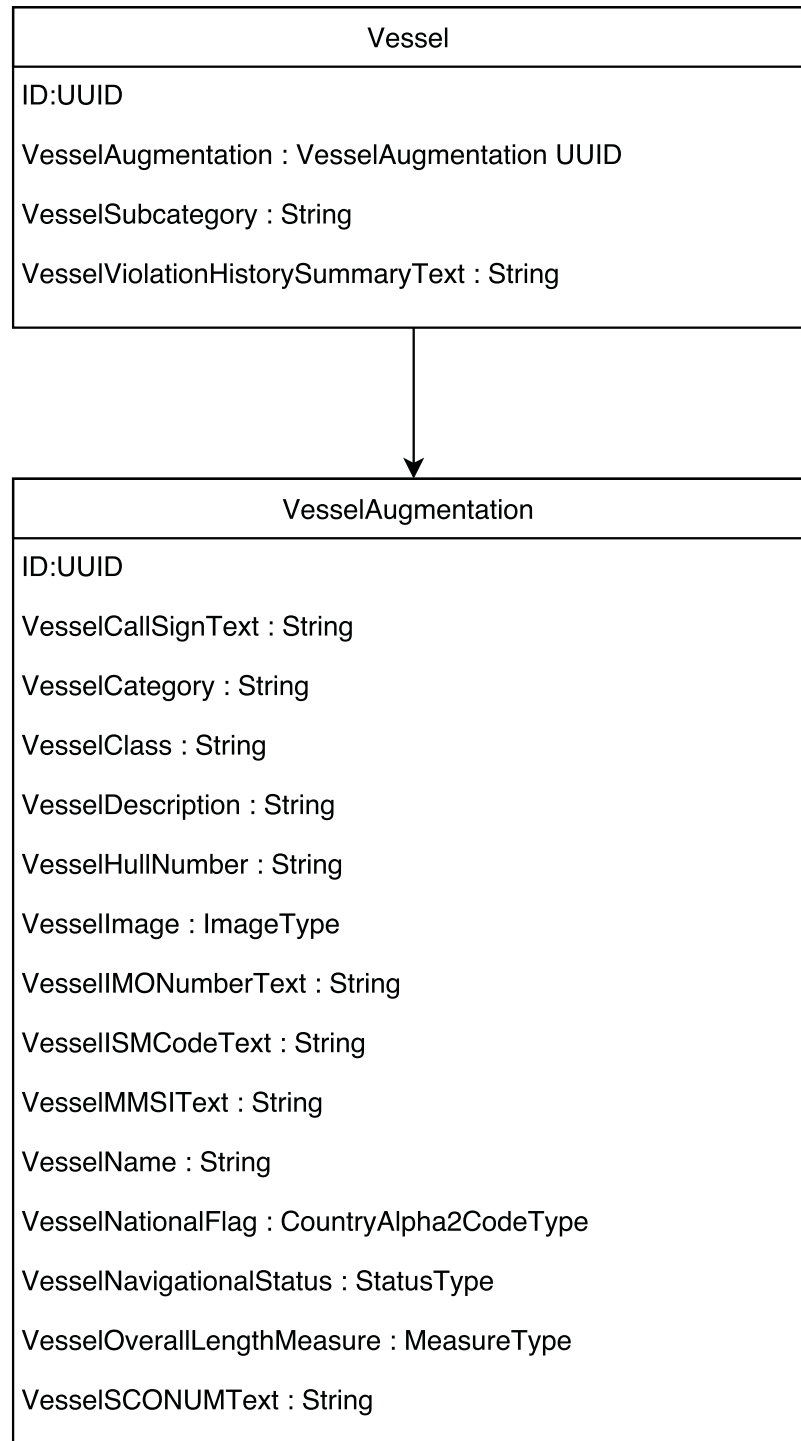 Vessel
ID:UUID
VesselAugmentation : VesselAugmentation UUID
VesselSubcategory : String
VesselViolationHistorySummaryText : String
VesselAugmentation
ID:UUID
VesselCallSignText : String
VesselCategory : String
VesselClass : String
VesselDescription : String
VesselHullNumber : String
VesselImage : ImageType
VesselIMONumberText : String
VesselISMCodeText : String
VesselMMSIText : String
VesselName : String
VesselNationalFlag : CountryAlpha2CodeType
VesselNavigationalStatus : StatusType
VesselOverallLengthMeasure : MeasureType
VesselSCONUMText : String